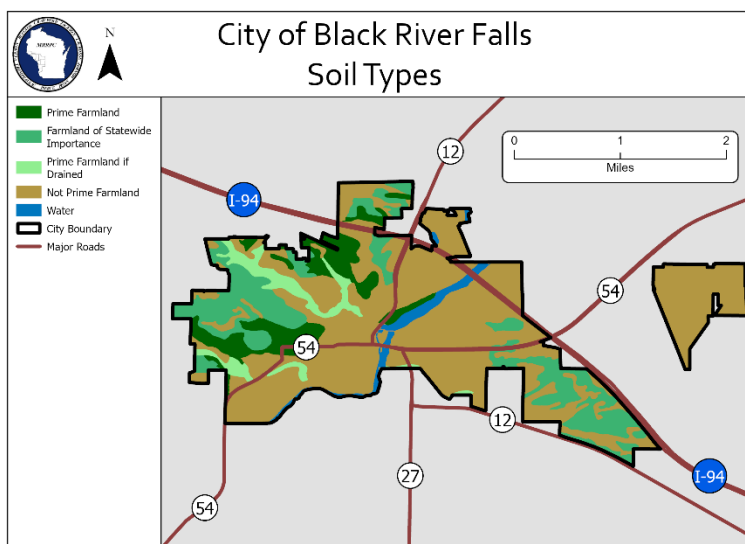 City of Black River Falls
Soil Types
MRRPC
N
Prime Farmland
Farmland of Statewide
Importance
Prime Farmland if
Drained
Not Prime Farmland
Water
City Boundary
Major Roads
12
0 1 2
Miles
I-94
54
54
12
27
I-94
54